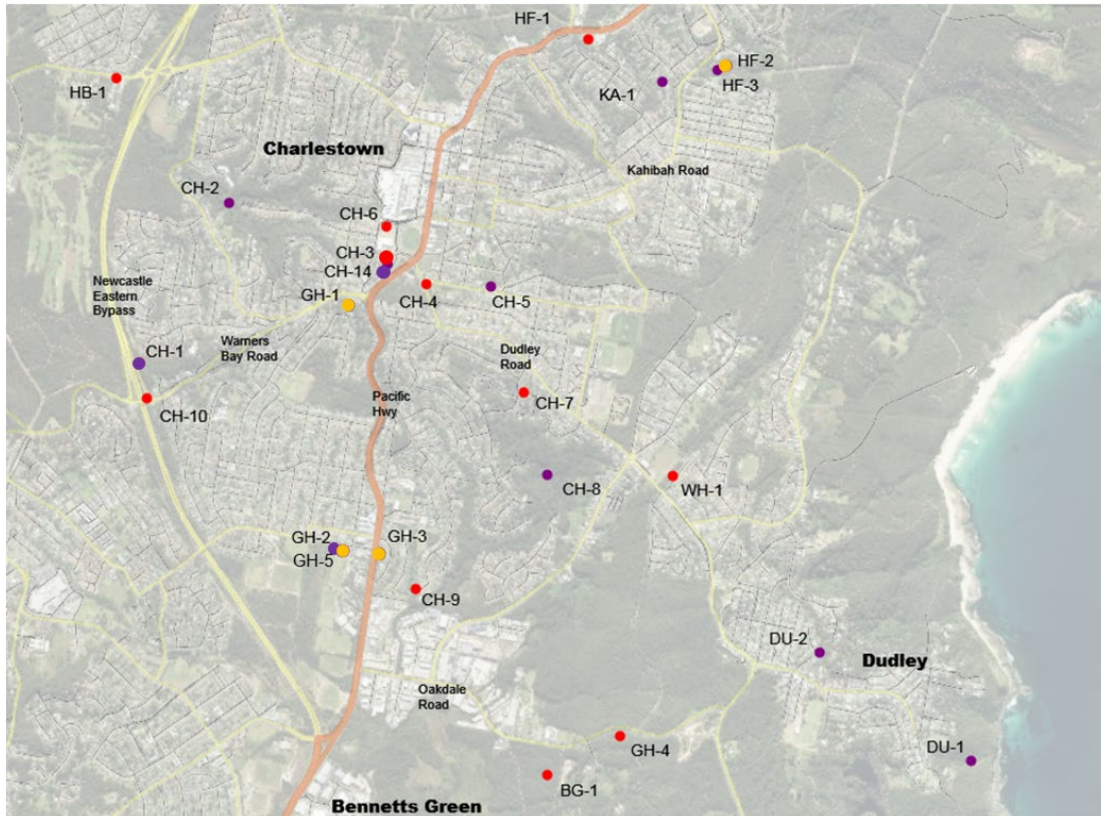 HF-1
HF-2
HB-1
KA-1
HF-3
Charlestown
Kahibah Road
CH-2
CH-6
CH-3
CH-14
Newcastle
Eastern
Bypass
GH-1
CH-4
CH-5
CH-1
Warners
Bay Road
Dudley
Road
Pacific
Hwy
CH-10
CH-7
CH-8
WH-1
GH-2
GH-3
GH-5
CH-9
DU-2
Dudley
Oakdale
Road
GH-4
DU-1
BG-1
Bennetts Green